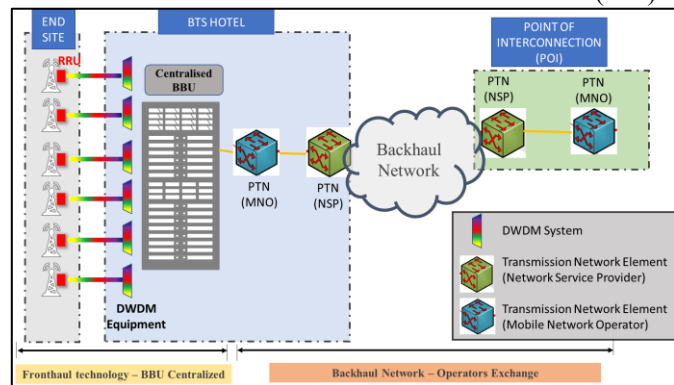 END
SITE
BTS HOTEL
POINT OF
INTERCONNECTION
(POI)
RRU
Centralised
BBU
PTN
(NSP)
PTN
(MNO)
Backhaul
Network
PTN
(MNO)
PTN
(NSP)
DWDM
Equipment
DWDM System
Transmission Network Element
(Network Service Provider)
Transmission Network Element
(Mobile Network Operator)
Fronthaul technology – BBU Centralized
Backhaul Network – Operators Exchange